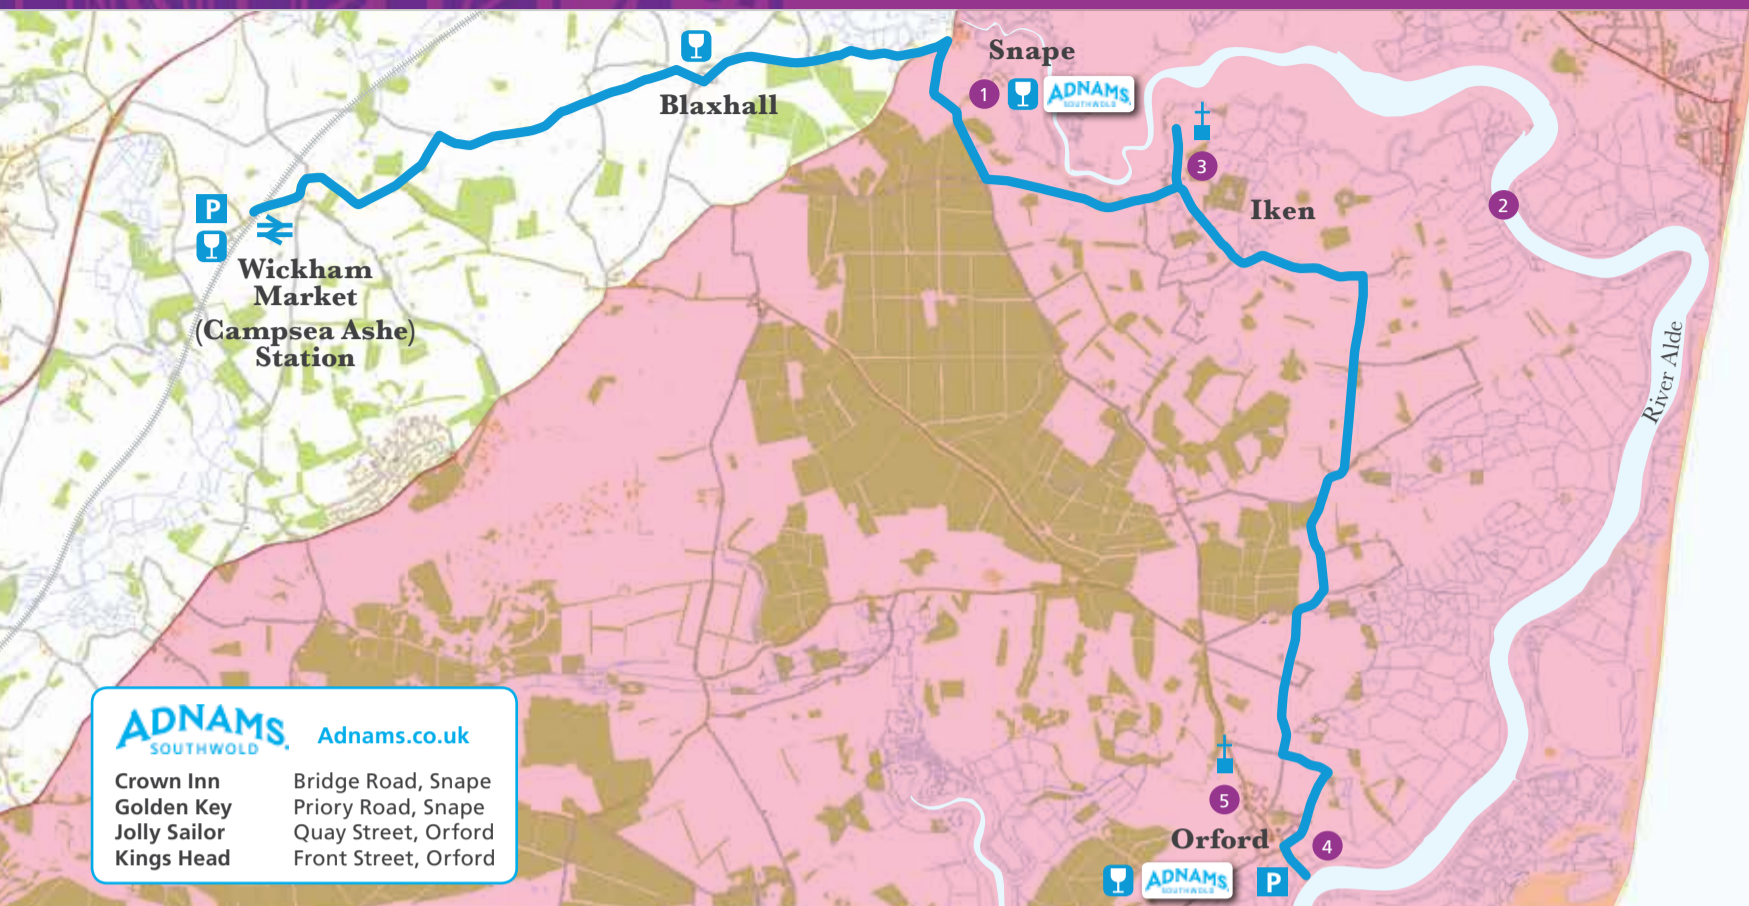 Snape
1
ADNAMS
SOUTHWOLD
Blaxhall
3
Iken
2
P
Wickham
Market
(Campsea Ashe)
Station
River Alde
ADNAMS
SOUTHWOLD
Adnams.co.uk
Crown Inn Bridge Road, Snape
Golden Key Priory Road, Snape
Jolly Sailor Quay Street, Orford
Kings Head Front Street, Orford
5
Orford
4
ADNAMS
SOUTHWOLD
P